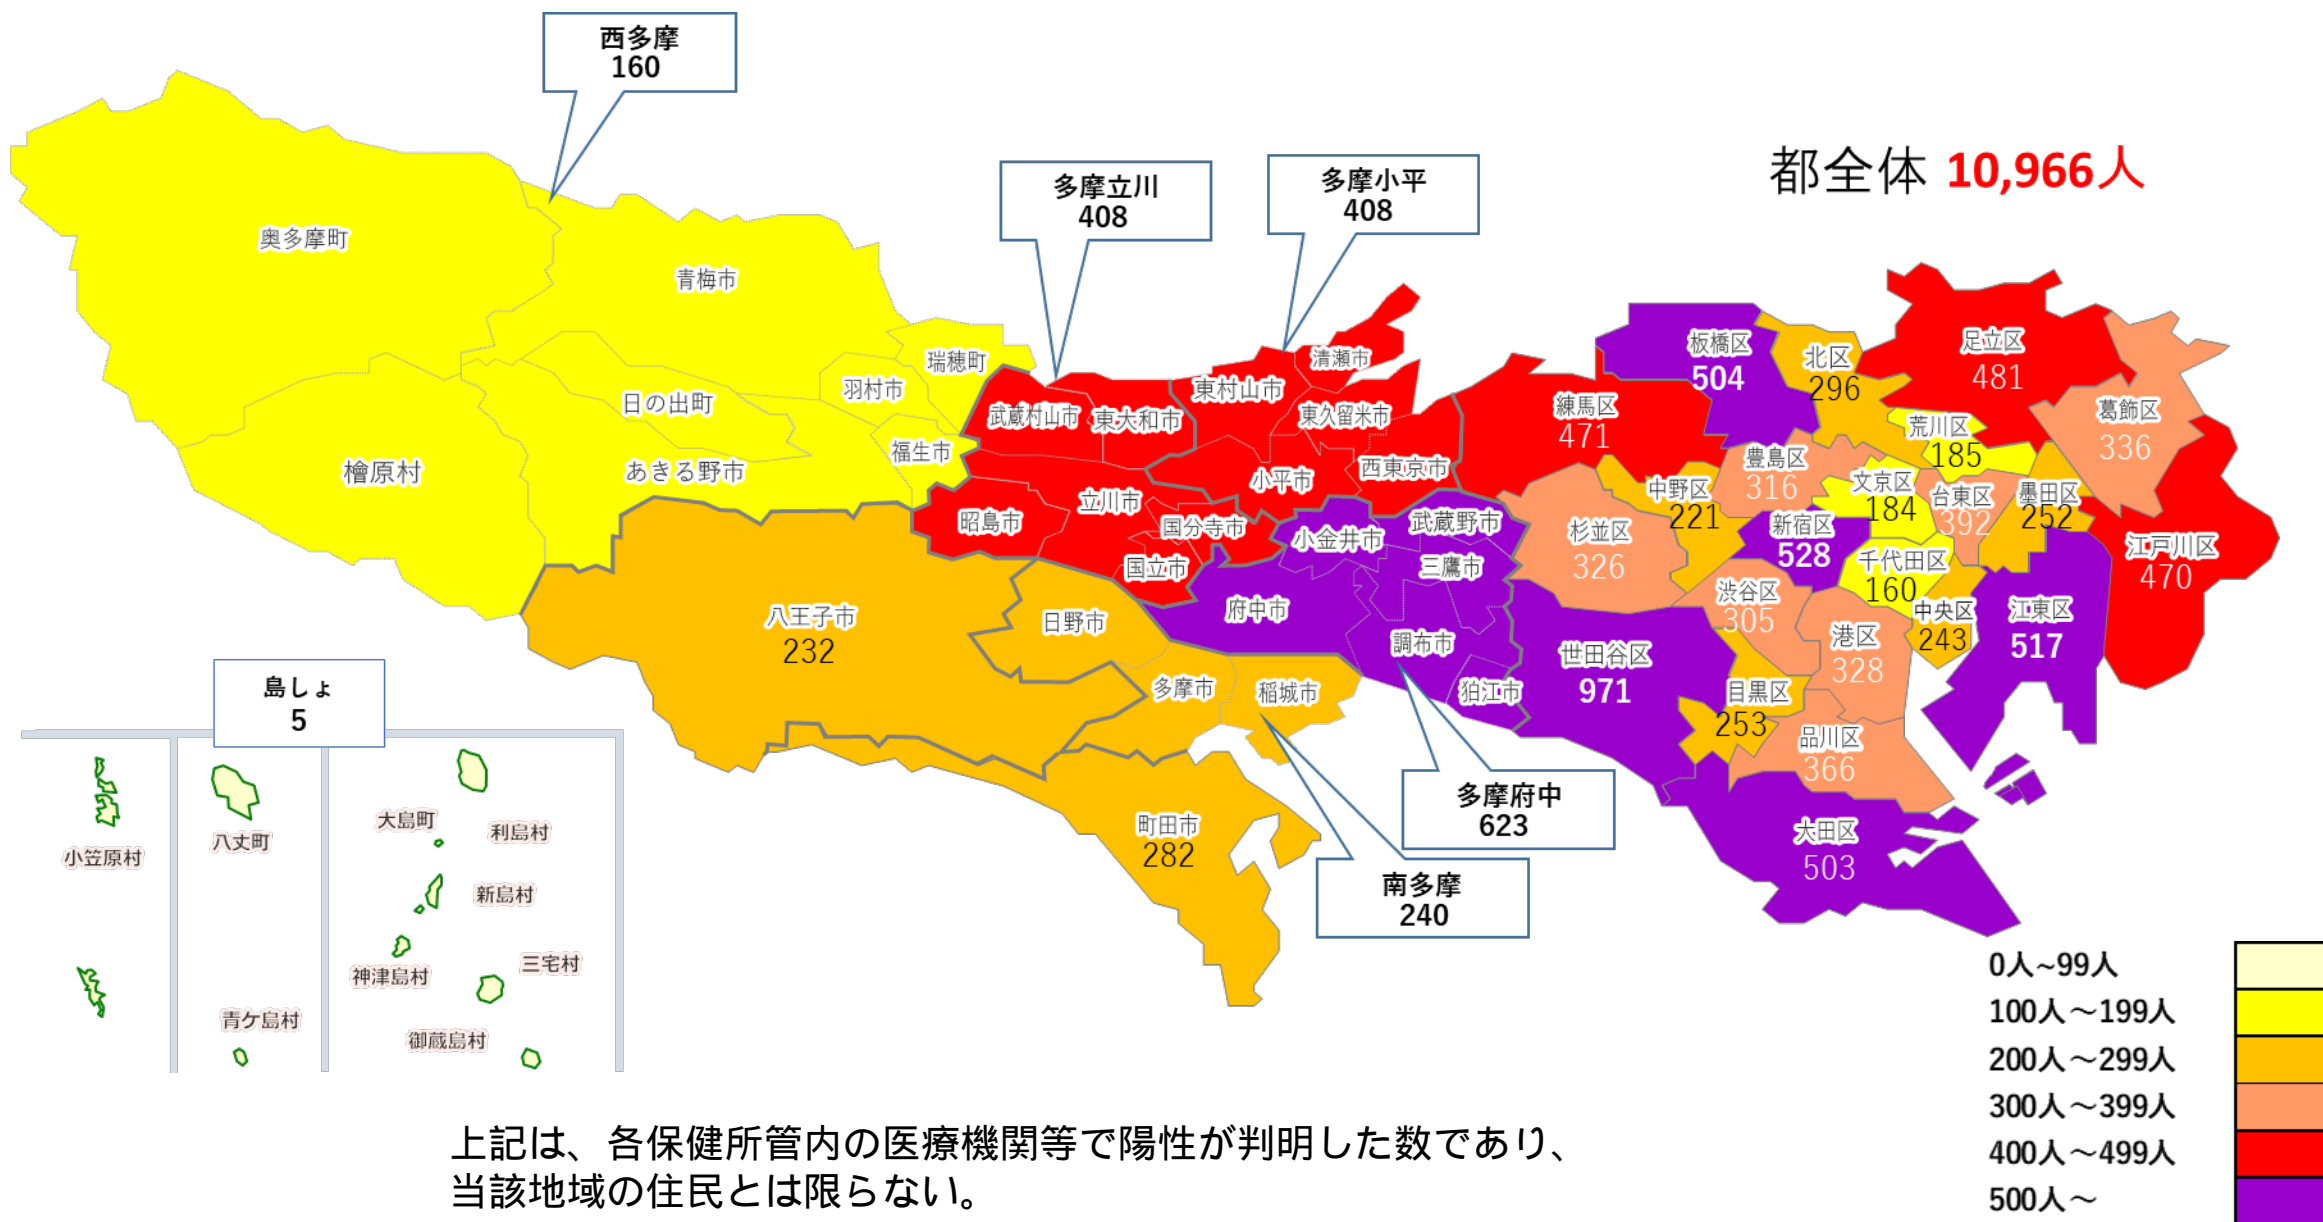 西多摩
160
多摩立川
408
多摩小平
408
都全体 10,966人
奥多摩町
青梅市
瑞穂町
羽村市
日の出町
福生市
あきる野市
檜原村
武蔵村山市
東大和市
東村山市
清瀬市
東久留米市
小平市
西東京市
立川市
昭島市
国分寺市
国立市
小金井市
武蔵野市
三鷹市
府中市
調布市
狛江市
八王子市
232
日野市
多摩市
稲城市
町田市
282
多摩府中
623
南多摩
240
板橋区
504
北区
296
足立区
481
葛飾区
336
練馬区
471
荒川区
185
豊島区
316
文京区
184
台東区
392
墨田区
252
中野区
221
新宿区
528
杉並区
326
千代田区
160
江戸川区
470
渋谷区
305
港区
328
中央区
243
江東区
517
世田谷区
971
目黒区
253
品川区
366
大田区
503
島しょ
5
小笠原村
八丈町
青ケ島村
大島町
利島村
新島村
神津島村
三宅村
御蔵島村
0人~99人
100人～199人
200人～299人
300人～399人
400人～499人
500人～
上記は、各保健所管内の医療機関等で陽性が判明した数であり、
当該地域の住民とは限らない。